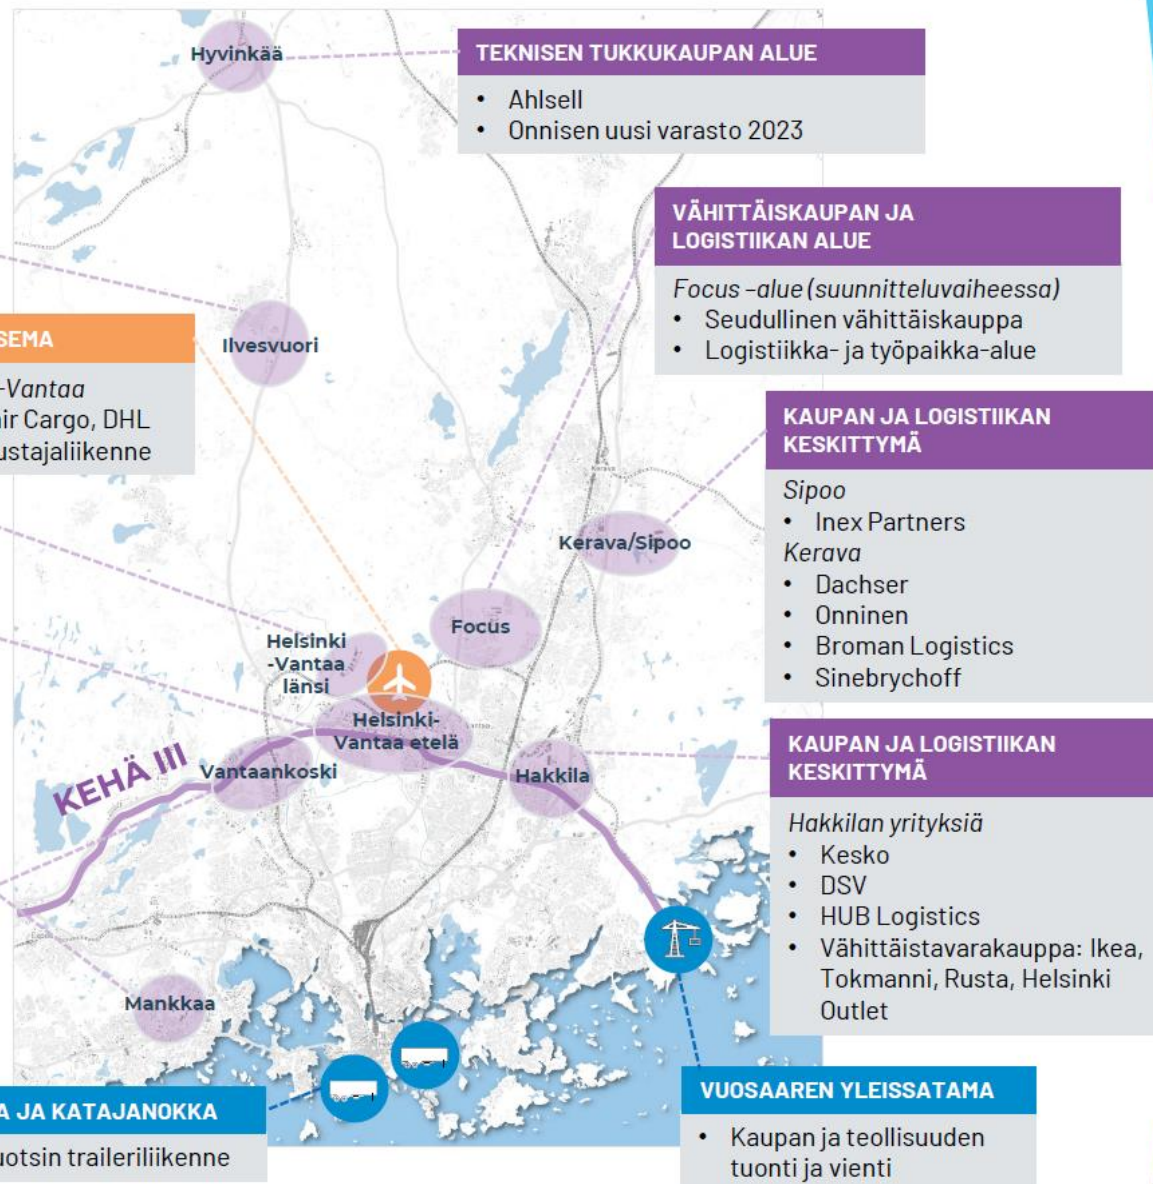 Hyvinkää
TEKNISEN TUKKUKAUPAN ALUE
• Ahlsell
• Onnisen uusi varasto 2023
VÄHITTÄISKAUPAN JA
LOGISTIIKAN ALUE
Focus –alue (suunnitteluvaiheessa)
• Seudullinen vähittäiskauppa
• Logistiikka- ja työpaikka-alue
Ilvesvuori
SEMA
-Vantaa
air Cargo, DHL
ustajaliikenne
KAUPAN JA LOGISTIIKAN
KESKITTYMÄ
Sipoo
• Inex Partners
Kerava
• Dachser
• Onninen
• Broman Logistics
• Sinebrychoff
Kerava
Kerava/Sipoo
Focus
Helsinki
-Vantaa
länsi
Helsinki-
Vantaa etelä
KEHÄ III
Vantaankoski
Hakkila
KAUPAN JA LOGISTIIKAN
KESKITTYMÄ
Hakkilan yrityksiä
• Kesko
• DSV
• HUB Logistics
• Vähittäistavarakauppa: Ikea,
Tokmanni, Rusta, Helsinki
Outlet
Mankkaa
A JA KATAJANOKKA
uotsin traileriliikenne
VUOSAAREN YLEISSATAMA
• Kaupan ja teollisuuden
tuonti ja vienti